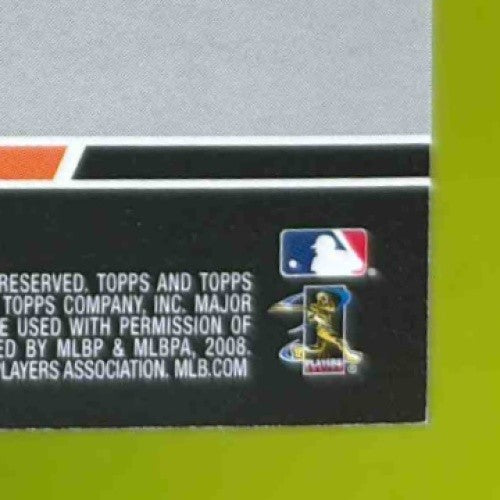 RESERVED. TOPPS AND TOPPS
TOPPS COMPANY, INC. MAJOR
E USED WITH PERMISSION OF
ED BY MLBP & MLBPA, 2008.
LAYERS ASSOCIATION. MLB.COM
®
PLAYERS
®